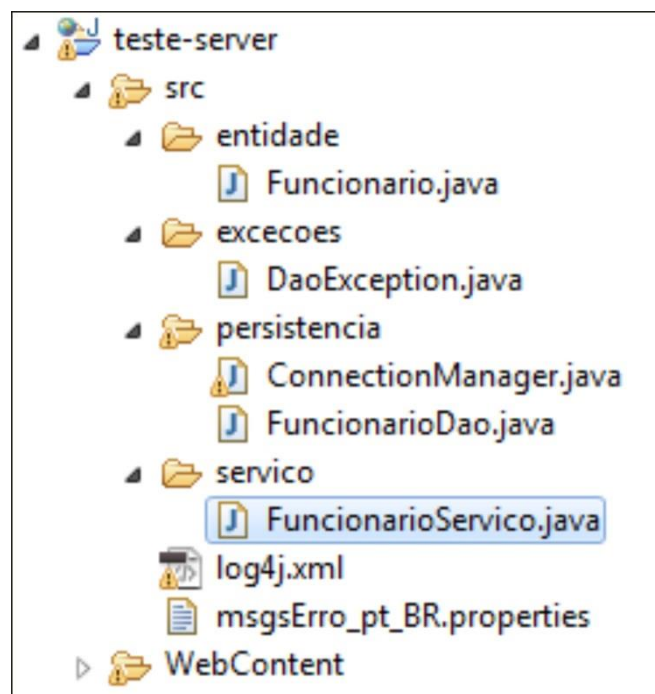 teste-server
src
entidade
Funcionario.java
excecoes
DaoException.java
persistencia
ConnectionManager.java
FuncionarioDao.java
servico
FuncionarioServico.java
log4j.xml
msgsErro_pt_BR.properties
WebContent